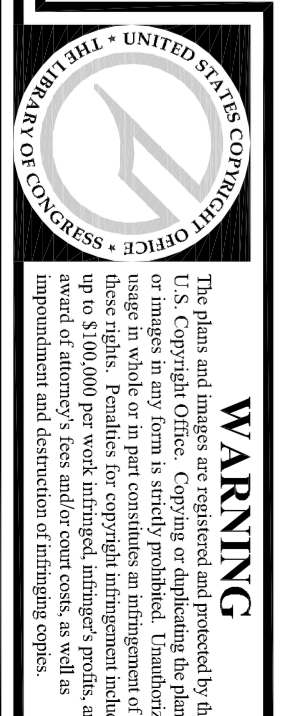 THE LIBRARY OF CONGRESS * UNITED STATES COPYRIGHT OFFICE *
WARNING
The plans and images are registered and protected by
U.S. Copyright Office. Copying or duplicating the
or images in any form is strictly prohibited.
usage in whole or in part constitutes an infringement of
these rights. Penalties for copyright infringement
up to $100,000 per work infringed, infringer's profits,
award of attorney's fees and/or court costs, as well as
impoundment and destruction of infringing copies.